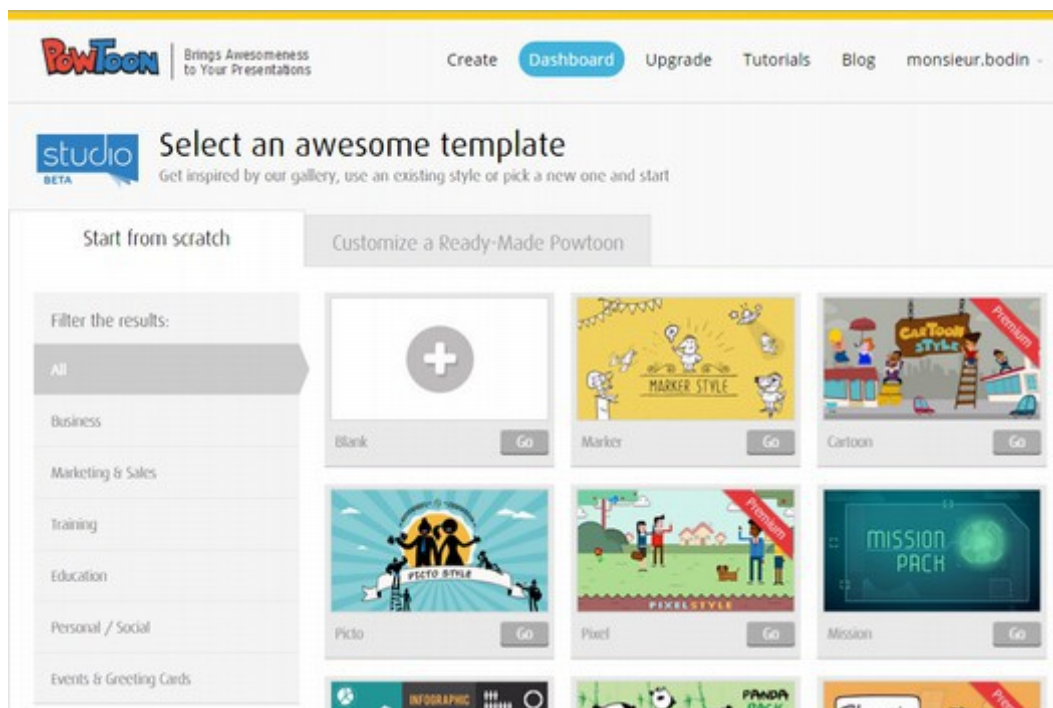 PowToon
Brings Awesomeness
to Your Presentations
Create Dashboard Upgrade Tutorials Blog monsieur.bodin
studio
BETA
Select an awesome template
Get inspired by our gallery, use an existing style or pick a new one and start
Start from scratch
Customize a Ready-Made Powtoon
Filter the results:
All
Business
Marketing & Sales
Training
Education
Personal / Social
Events & Greeting Cards
Blank Go
MARKER STYLE
Marker Go
CARTOON
STYLE
Premium
Cartoon Go
PICTO STYLE
Picto Go
Premium
PIXELSTYLE
Pixel Go
MISSION
PACK
Mission Go
INFOGRAPHIC
PANDA
PACK